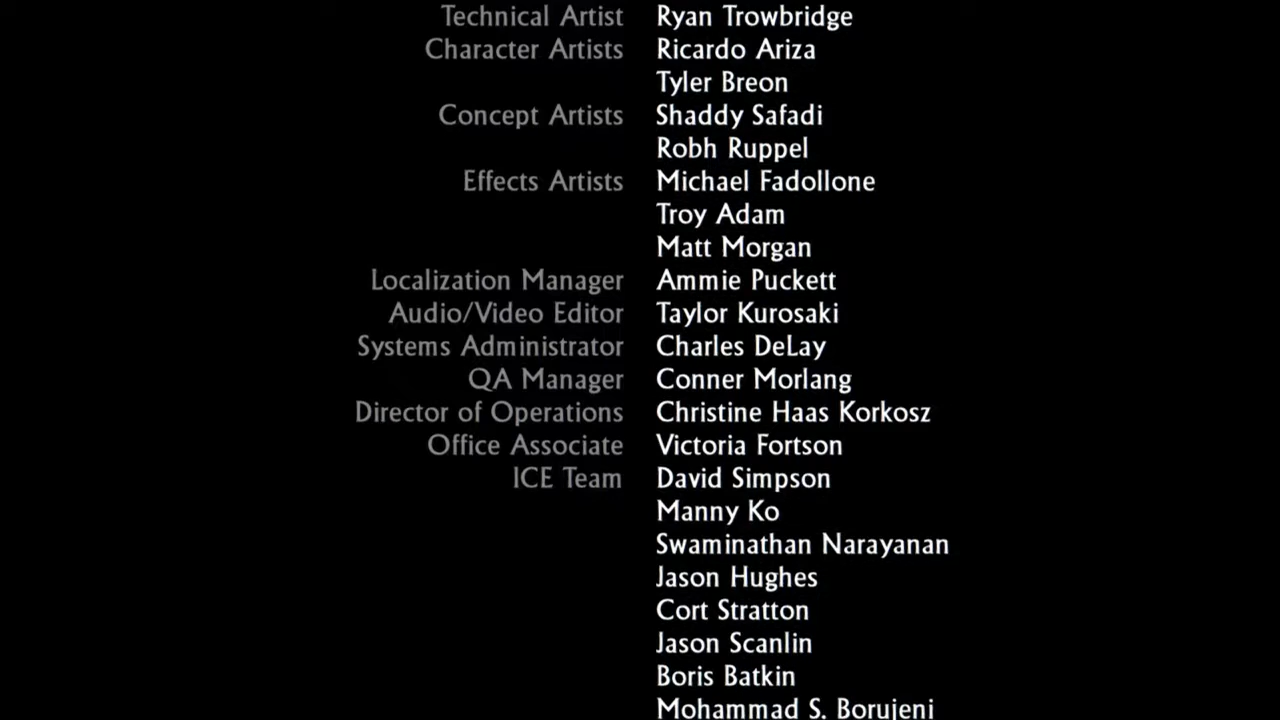 Technical Artist Ryan Trowbridge
Character Artists Ricardo Ariza
Tyler Breon
Concept Artists Shaddy Safadi
Robh Ruppel
Effects Artists Michael Fadollone
Troy Adam
Matt Morgan
Localization Manager Ammie Puckett
Audio/Video Editor Taylor Kurosaki
Systems Administrator Charles DeLay
QA Manager Conner Morlang
Director of Operations Christine Haas Korkosz
Office Associate Victoria Fortson
ICE Team David Simpson
Manny Ko
Swaminathan Narayanan
Jason Hughes
Cort Stratton
Jason Scanlin
Boris Batkin
Mohammad S. Borujeni